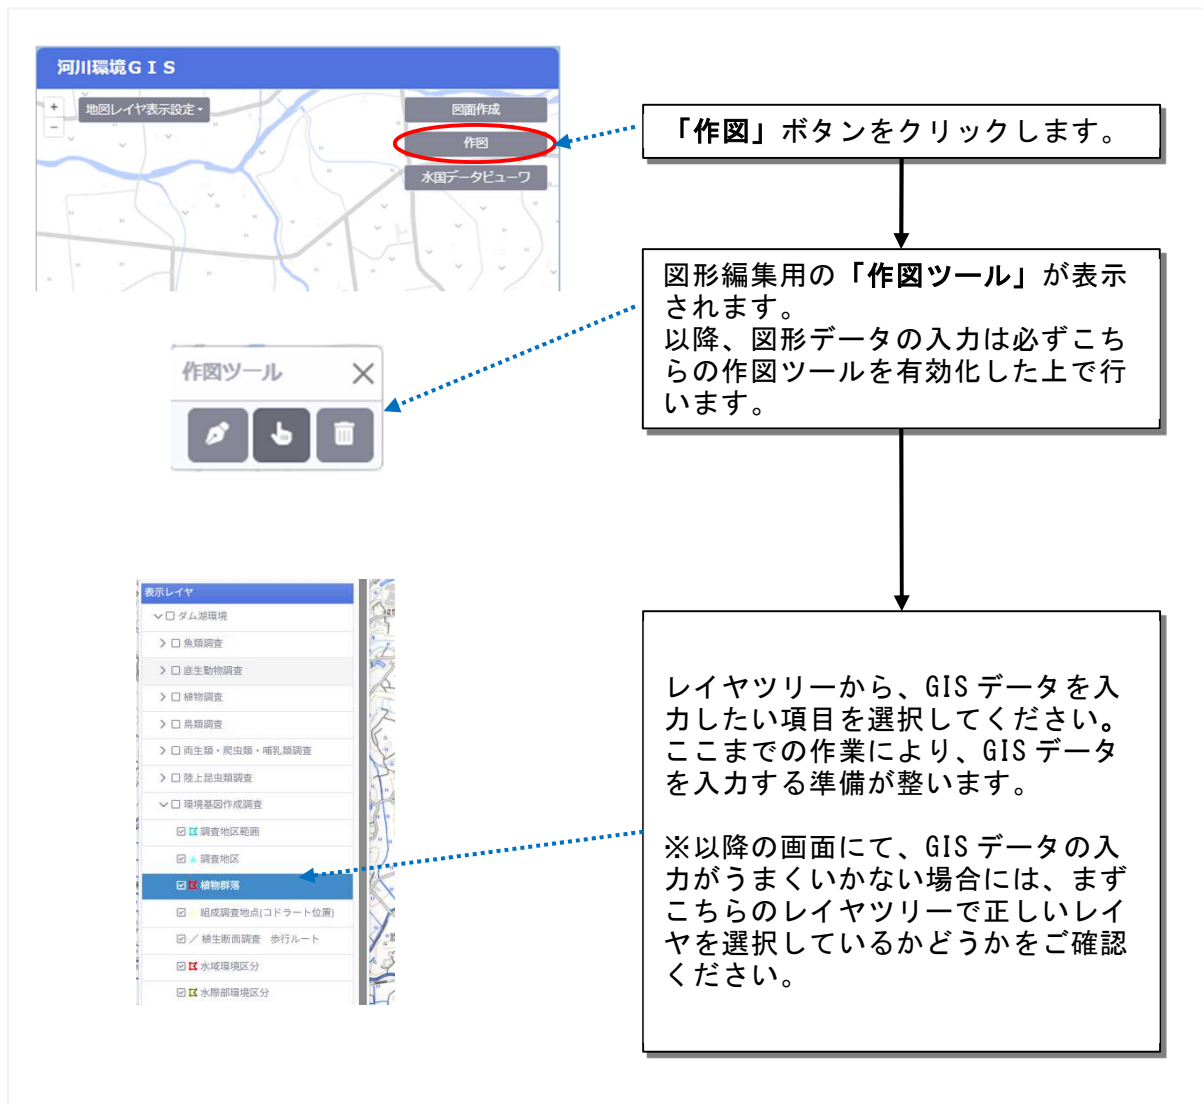 河川環境GIS
+
地図レイヤ表示設定
-
図面作成
作図
水国データビューワ
「作図」ボタンをクリックします。
図形編集用の「作図ツール」が表示
されます。
以降、図形データの入力は必ずこち
らの作図ツールを有効化した上で行
います。
作図ツール
表示レイヤ
ダム湖環境
魚類調査
底生動物調査
植物調査
鳥類調査
両生類・爬虫類・哺乳類調査
陸上昆虫類調査
環境基図作成調査
調査地区範囲
調査地区
植物群落
組成調査地点(コドラート位置)
植生断面調査 歩行ルート
水域環境区分
水際部環境区分
レイヤツリーから、GISデータを入
力したい項目を選択してください。
ここまでの作業により、GISデータ
を入力する準備が整います。
※以降の画面にて、GISデータの入
力がうまくいかない場合には、まず
こちらのレイヤツリーで正しいレイ
ヤを選択しているかどうかをご確認
ください。